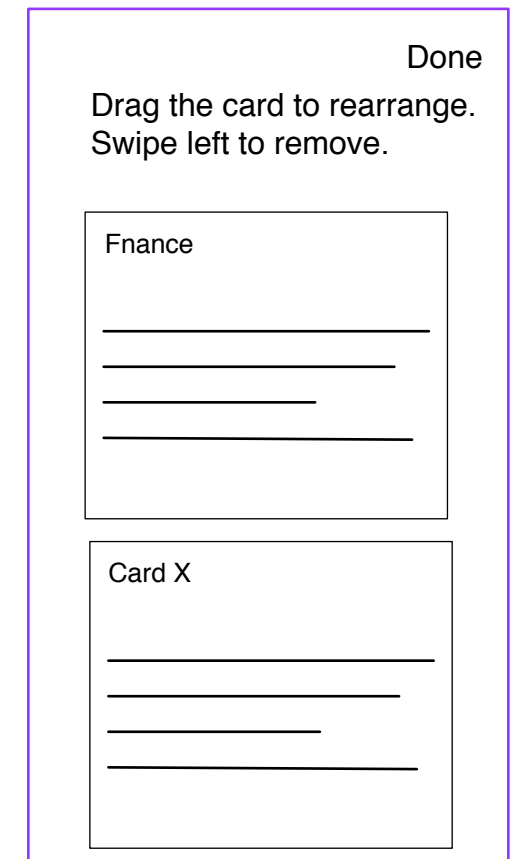 Done
Drag the card to rearrange.
Swipe left to remove.
Fnance
Card X